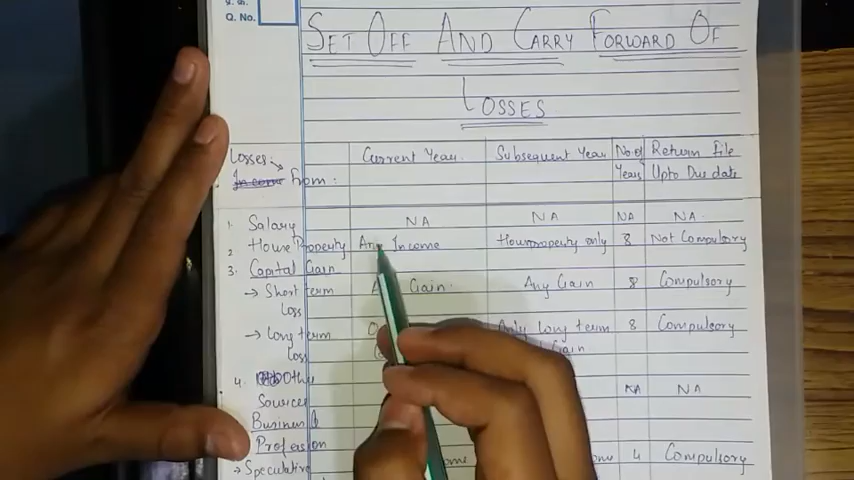 Q. No.
SET OFF AND CARRY FORWARD OF
LOSSES
Losses
from:
Current Year
Subsequent Year
No. of Years
Return File Upto Due date
1. Salary NA NA NA NA
2 House Property Any Income Houseproperty only 8 Not Compulsory
3. Capital Gain
→ Short term Loss Gain Any Gain 8 Compulsory
→ Long term Loss Only Long term Gain 8 Compulsory
4. Other Sources NA NA
Business &
Profession 4 Compulsory
→ Speculative